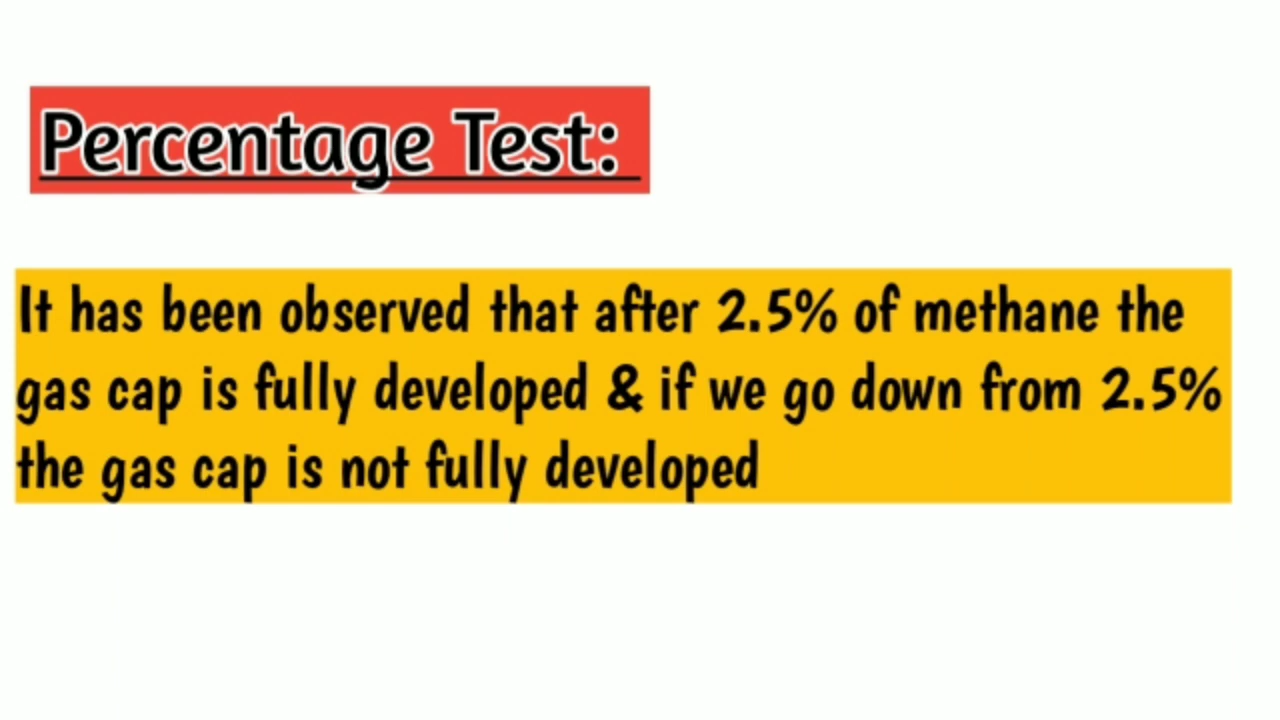 Percentage Test:
It has been observed that after 2.5% of methane the
gas cap is fully developed & if we go down from 2.5%
the gas cap is not fully developed